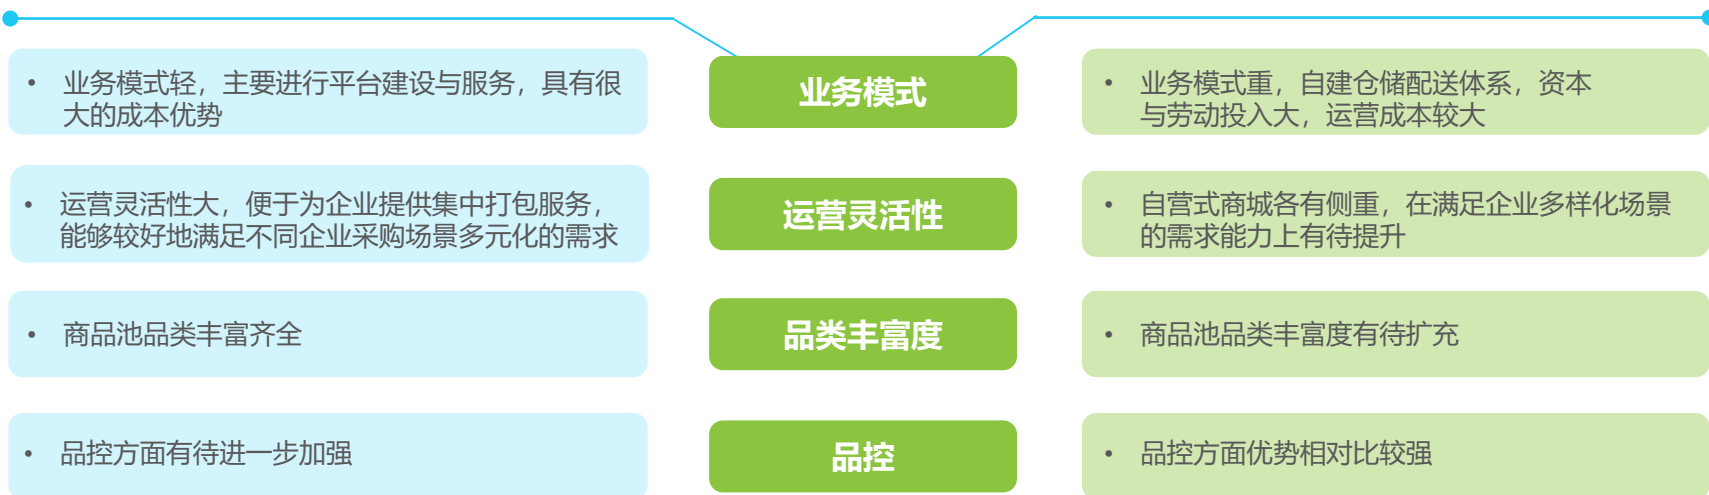 • 业务模式轻，主要进行平台建设与服务，具有很
大的成本优势
业务模式
• 业务模式重，自建仓储配送体系，资本
与劳动投入大，运营成本较大
• 运营灵活性大，便于为企业提供集中打包服务，
能够较好地满足不同企业采购场景多元化的需求
运营灵活性
• 自营式商城各有侧重，在满足企业多样化场景
的需求能力上有待提升
• 商品池品类丰富齐全
品类丰富度
• 商品池品类丰富度有待扩充
• 品控方面有待进一步加强
品控
• 品控方面优势相对比较强